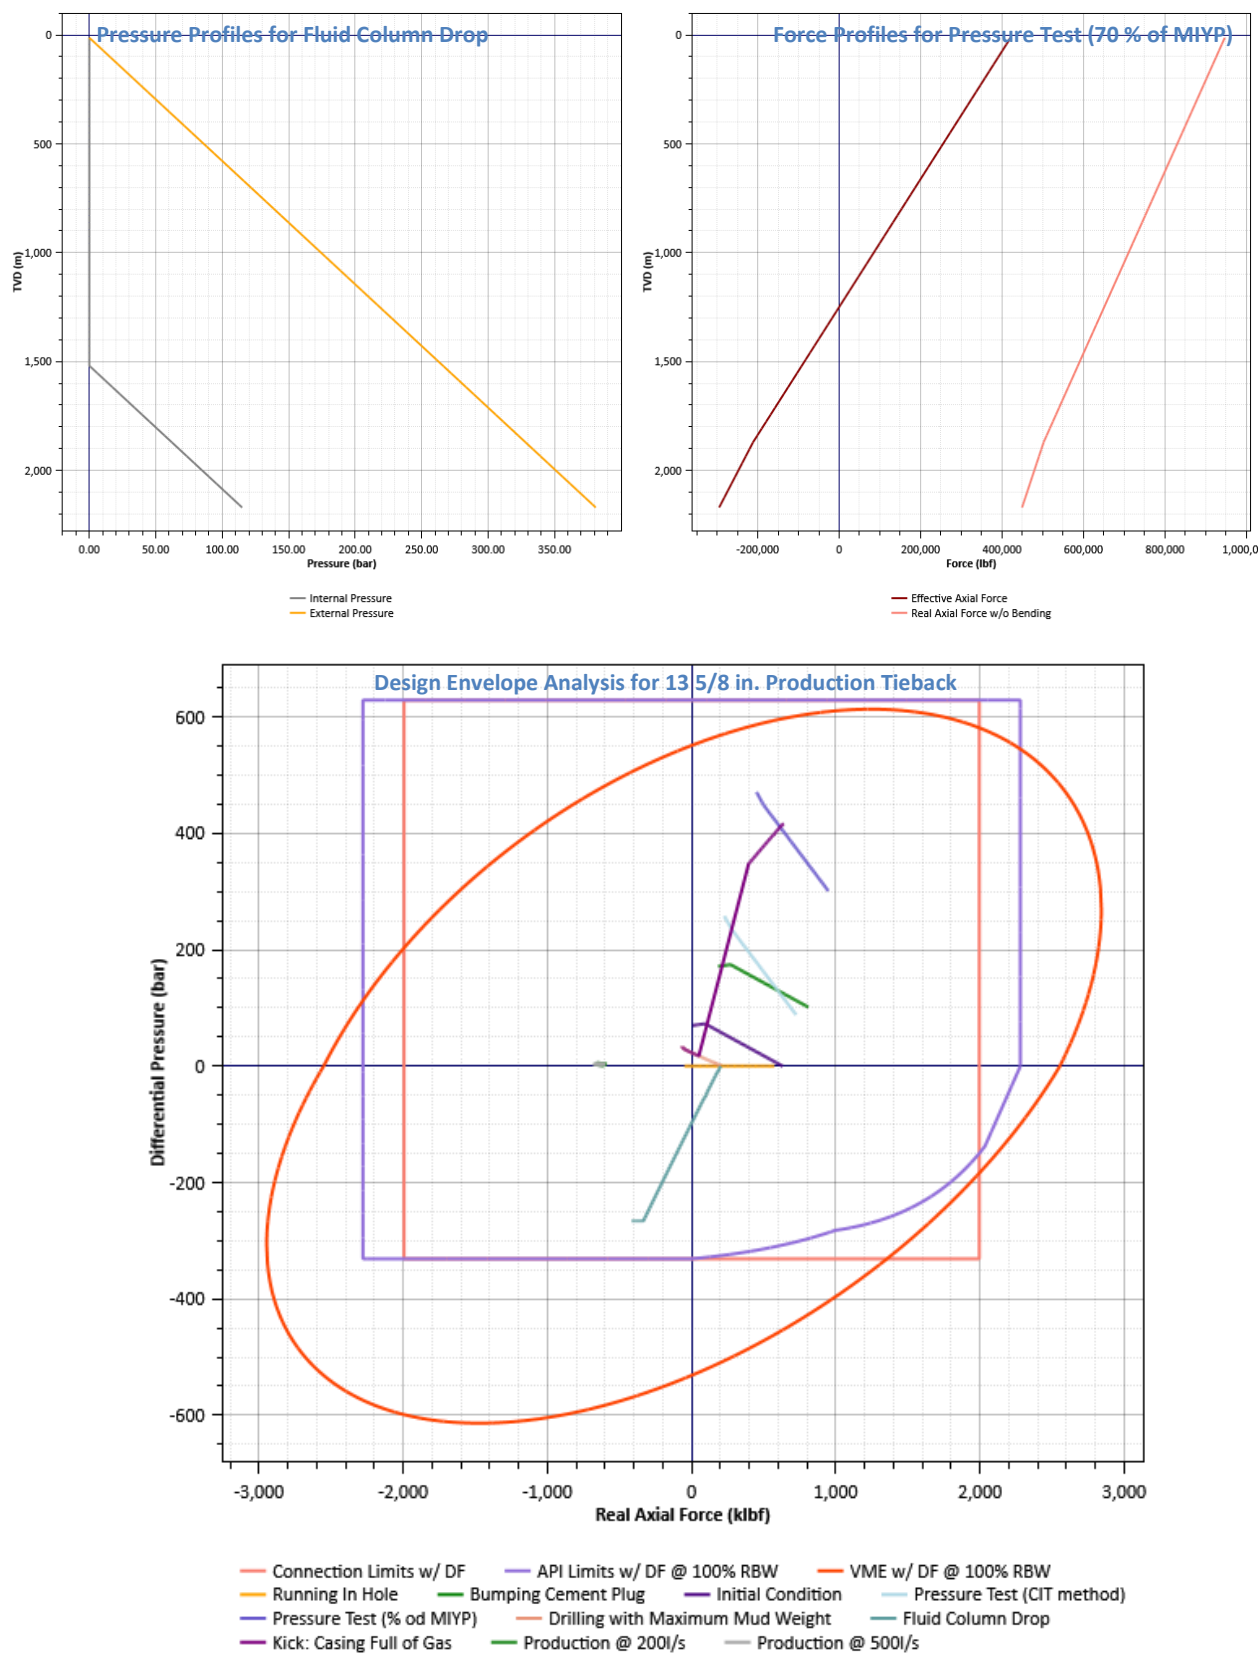 Pressure Profiles for Fluid Column Drop
0
500
1,000
1,500
2,000
TVD (m)
0.00 50.00 100.00 150.00 200.00 250.00 300.00 350.00
Pressure (bar)
Internal Pressure
External Pressure
Force Profiles for Pressure Test (70 % of MIYP)
0
500
1,000
1,500
2,000
TVD (m)
-200,000 0 200,000 400,000 600,000 800,000 1,000,0
Force (lbf)
Effective Axial Force
Real Axial Force w/o Bending
Design Envelope Analysis for 13 5/8 in. Production Tieback
600
400
200
0
-200
-400
-600
Differential Pressure (bar)
-3,000 -2,000 -1,000 0 1,000 2,000 3,000
Real Axial Force (klbf)
Connection Limits w/ DF API Limits w/ DF @ 100% RBW VME w/ DF @ 100% RBW
Running In Hole Bumping Cement Plug Initial Condition Pressure Test (CIT method)
Pressure Test (% od MIYP) Drilling with Maximum Mud Weight Fluid Column Drop
Kick: Casing Full of Gas Production @ 200l/s Production @ 500l/s